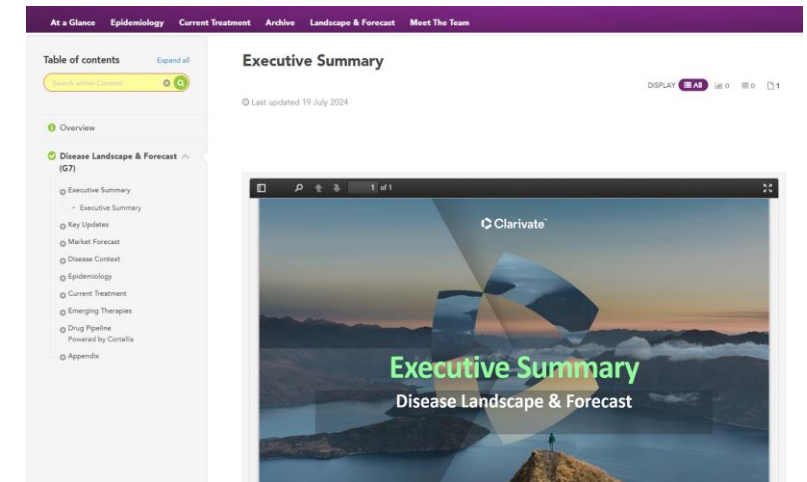 At a Glance Epidemiology Current Treatment Archive Landscape & Forecast Meet The Team
Table of contents Expand all
Search within Content
Overview
Disease Landscape & Forecast
(G7)
Executive Summary
Executive Summary
Key Updates
Market Forecast
Disease Context
Epidemiology
Current Treatment
Emerging Therapies
Drug Pipeline
Powered by Cortellis
Appendix
Executive Summary
DISPLAY All 0 0 1
Last updated 19 July 2024
1 of 1
Clarivate™
Executive Summary
Disease Landscape & Forecast